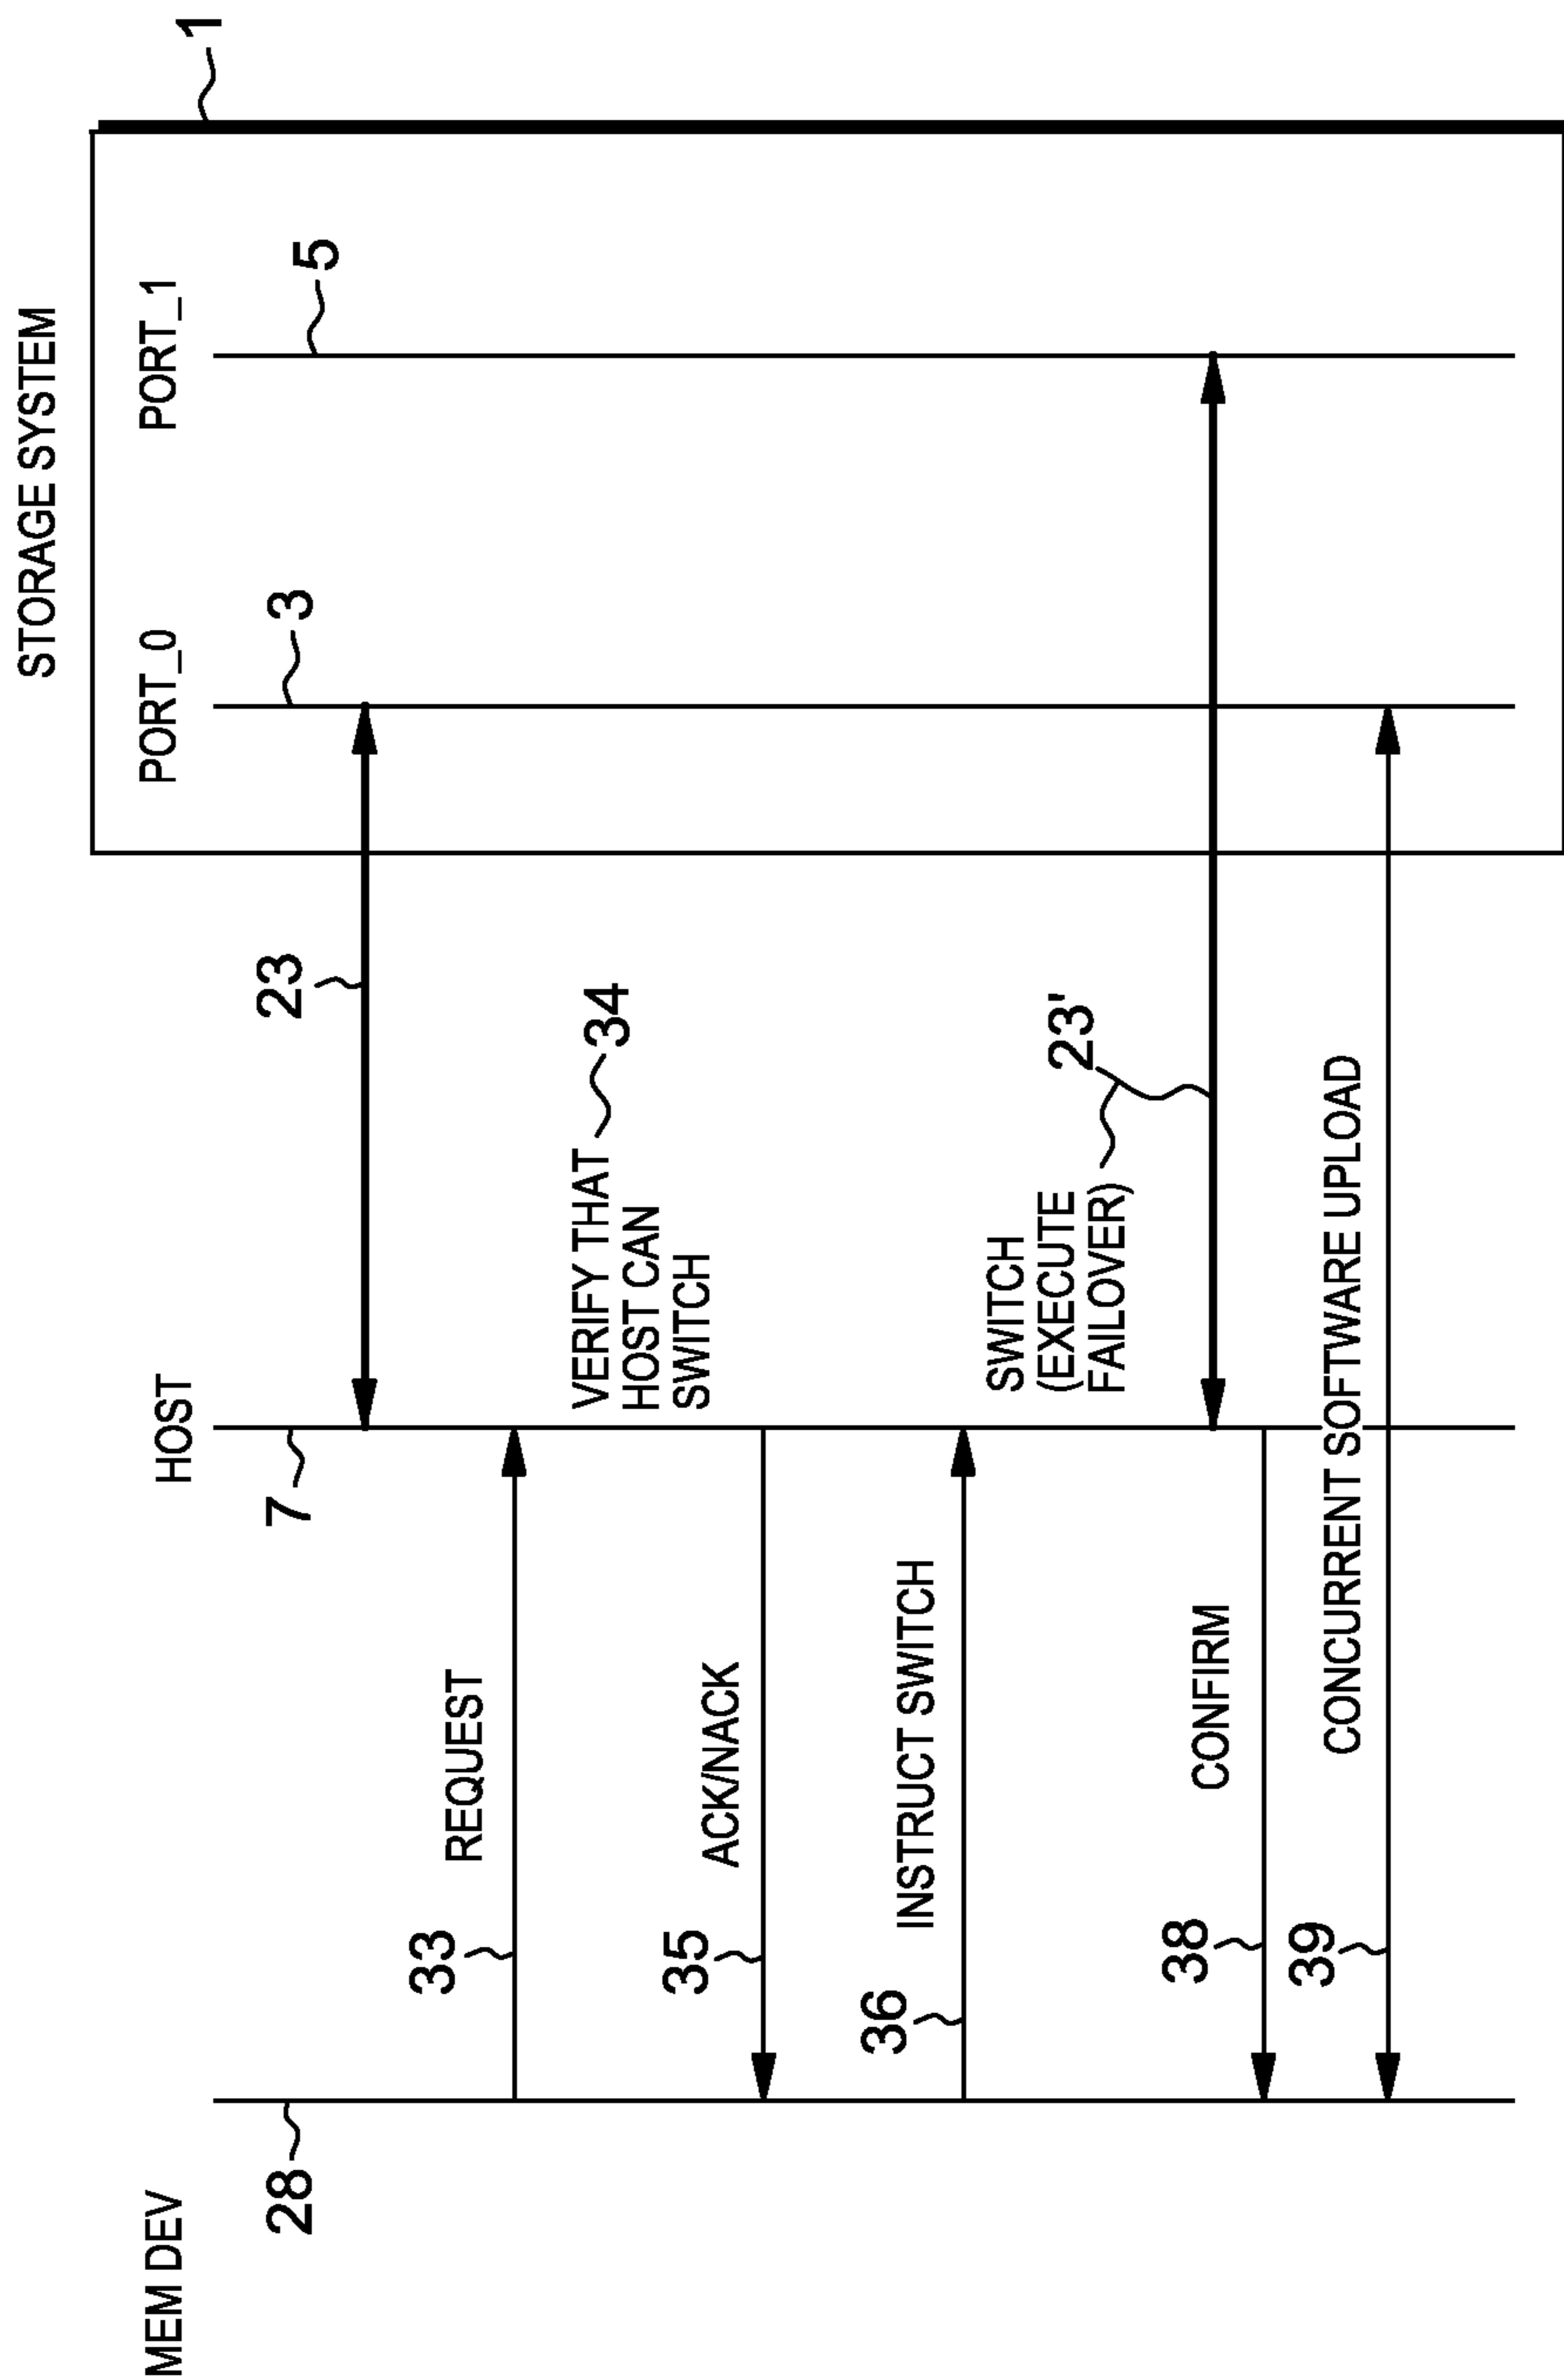 STORAGE SYSTEM
1
MEM DEV
HOST
PORT_0
PORT_1
28
7
3
5
23
33
REQUEST
VERIFY THAT
HOST CAN
SWITCH
34
35
ACK/NACK
36
INSTRUCT SWITCH
SWITCH
(EXECUTE
FAILOVER)
23'
38
CONFIRM
39
CONCURRENT SOFTWARE UPLOAD